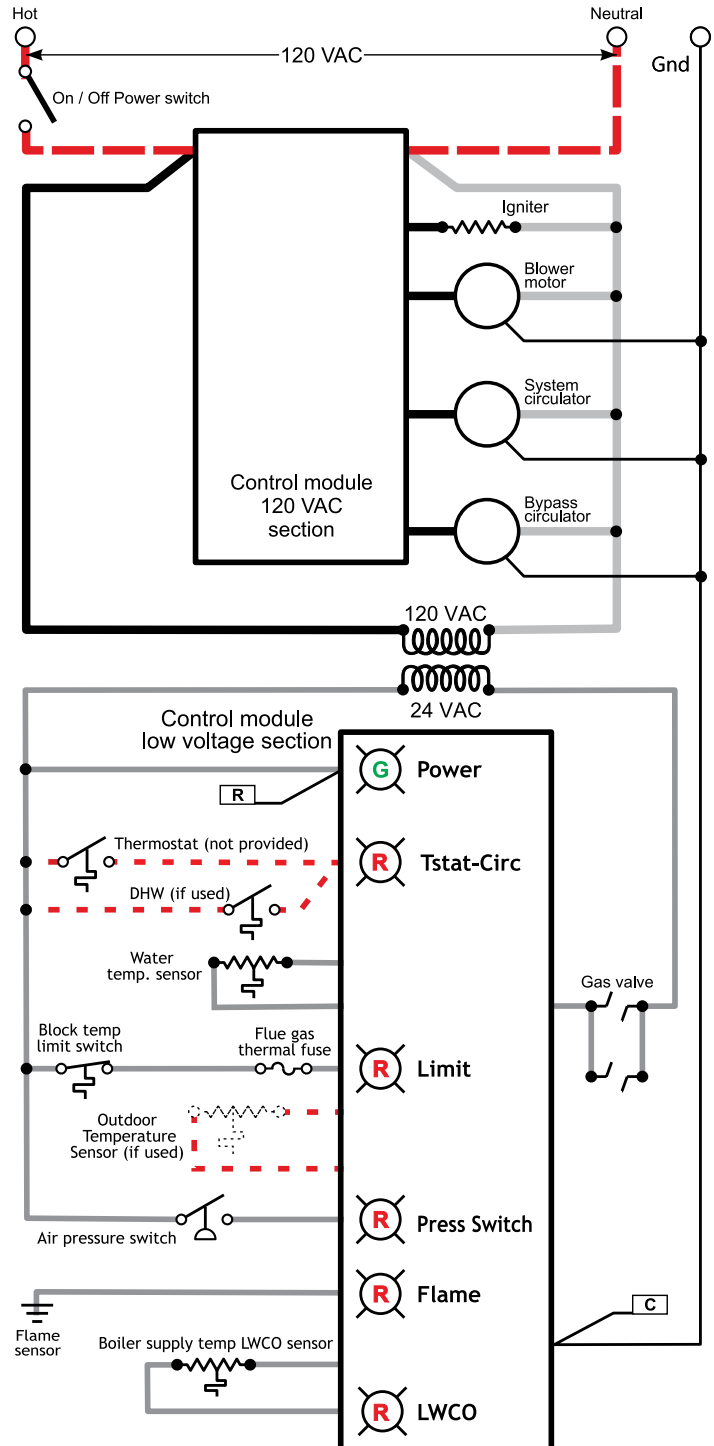 Hot
Neutral
120 VAC
Gnd
On / Off Power switch
Igniter
Blower
motor
System
circulator
Control module
120 VAC
section
Bypass
circulator
120 VAC
24 VAC
Control module
low voltage section
G
Power
R
Thermostat (not provided)
R
Tstat-Circ
DHW (if used)
Water
temp. sensor
Gas valve
Block temp
limit switch
Flue gas
thermal fuse
R
Limit
Outdoor
Temperature
Sensor (if used)
R
Press Switch
Air pressure switch
R
Flame
C
Flame
sensor
Boiler supply temp LWCO sensor
R
LWCO